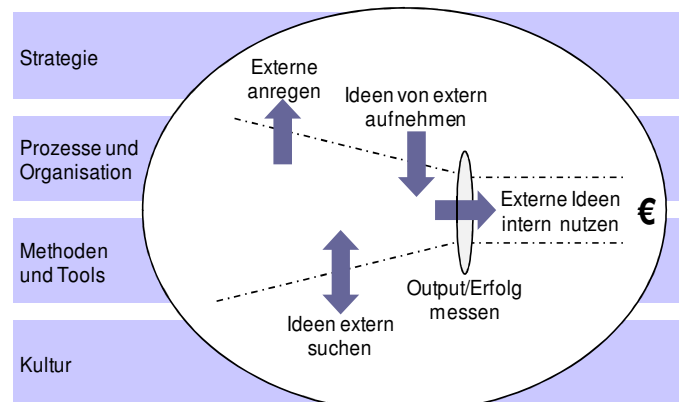 Strategie
Externe
anregen
Ideen von extern
aufnehmen
Prozesse und
Organisation
Externe Ideen
intern nutzen
€
Methoden
und Tools
Output/Erfolg
messen
Ideen extern
suchen
Kultur